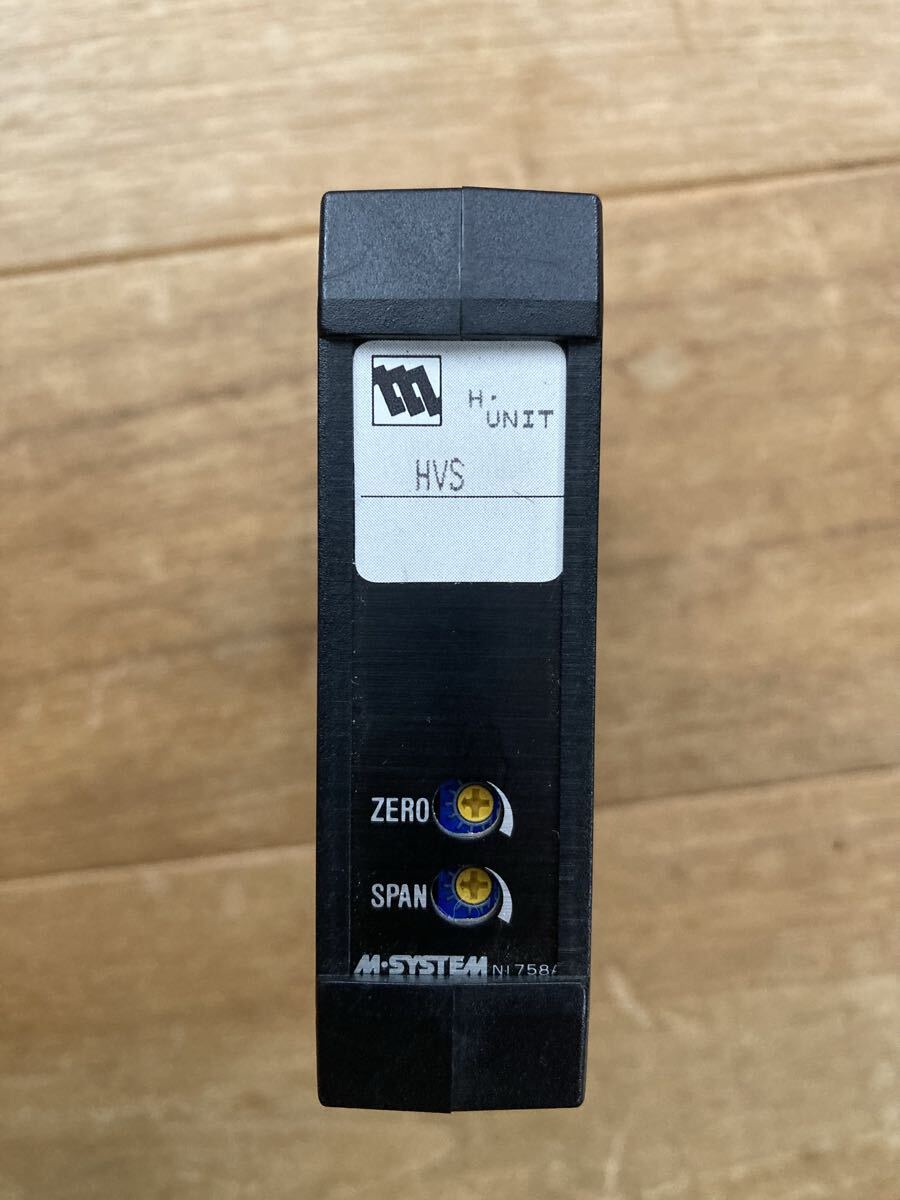 H·
UNIT
HVS
ZERO
SPAN
M·SYSTEM